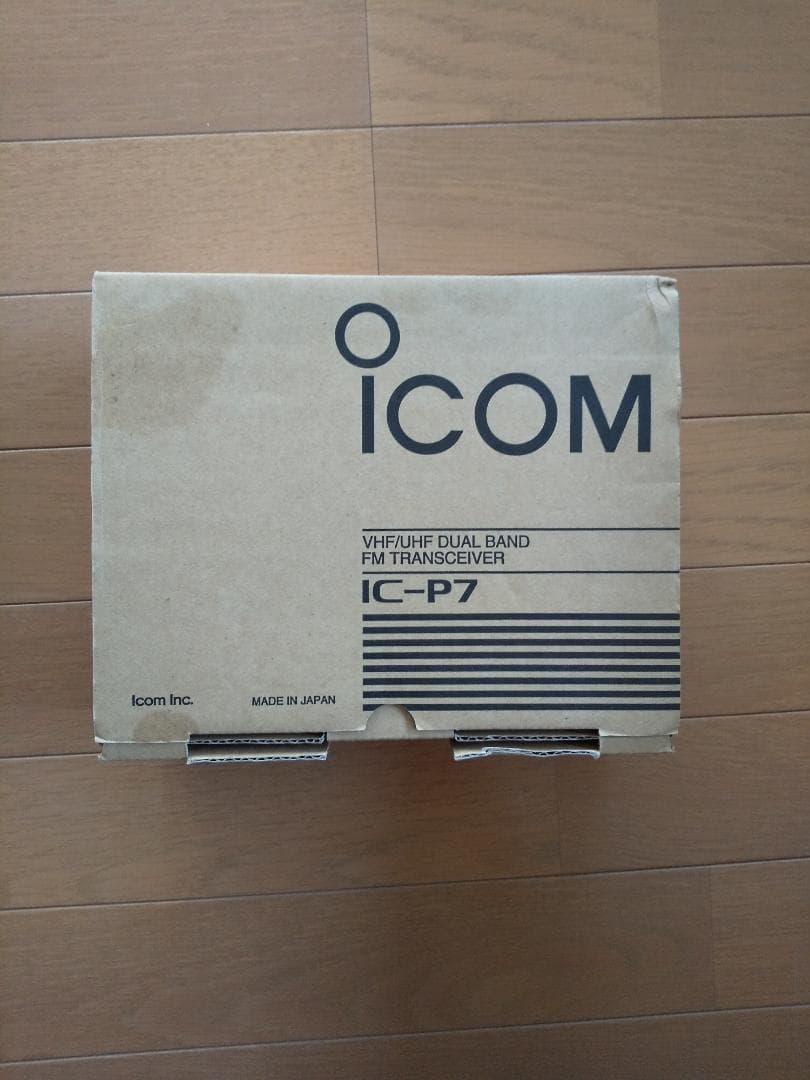 ICOM
VHF/UHF DUAL BAND
FM TRANSCEIVER
IC-P7
Icom Inc.
MADE IN JAPAN